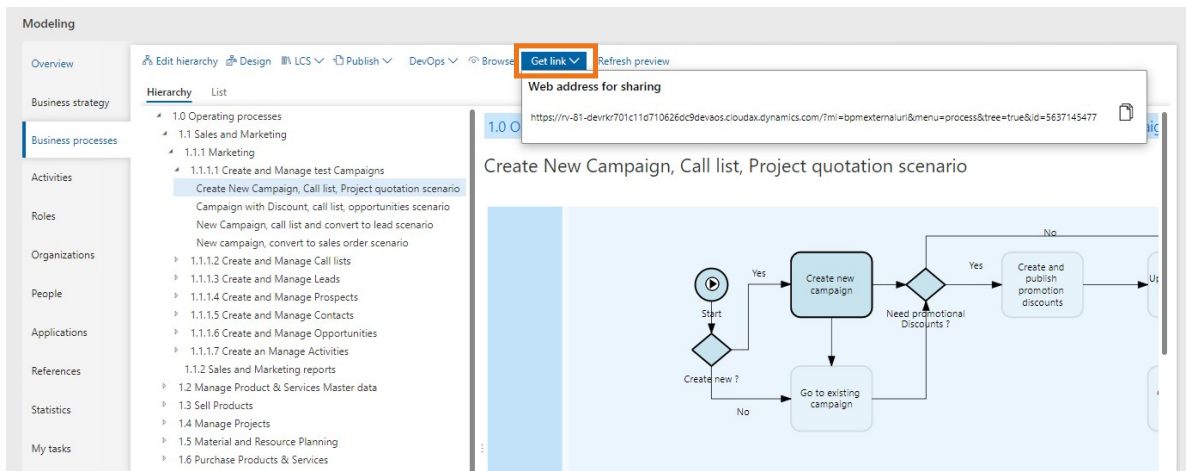 Modeling
Overview
Business strategy
Business processes
Activities
Roles
Organizations
People
Applications
References
Statistics
My tasks
Edit hierarchy Design LCS Publish DevOps Browse Get link Refresh preview
Hierarchy List
1.0 Operating processes
1.1 Sales and Marketing
1.1.1 Marketing
1.1.1.1 Create and Manage test Campaigns
Create New Campaign, Call list, Project quotation scenario
Campaign with Discount, call list, opportunities scenario
New Campaign, call list and convert to lead scenario
New campaign, convert to sales order scenario
1.1.1.2 Create and Manage Call lists
1.1.1.3 Create and Manage Leads
1.1.1.4 Create and Manage Prospects
1.1.1.5 Create and Manage Contacts
1.1.1.6 Create and Manage Opportunities
1.1.1.7 Create an Manage Activities
1.1.2 Sales and Marketing reports
1.2 Manage Product & Services Master data
1.3 Sell Products
1.4 Manage Projects
1.5 Material and Resource Planning
1.6 Purchase Products & Services
Web address for sharing
https://rv-81-devrkr701c11d710626dc9devaos.cloudax.dynamics.com/?mi=bpmexternalurl&menu=process&tree=true&id=5637145477
1.0 O
Create New Campaign, Call list, Project quotation scenario
Start
Yes
Create new
campaign
Create new ?
No
Go to existing
campaign
Need promotional
Discounts ?
No
Yes
Create and
publish
promotion
discounts